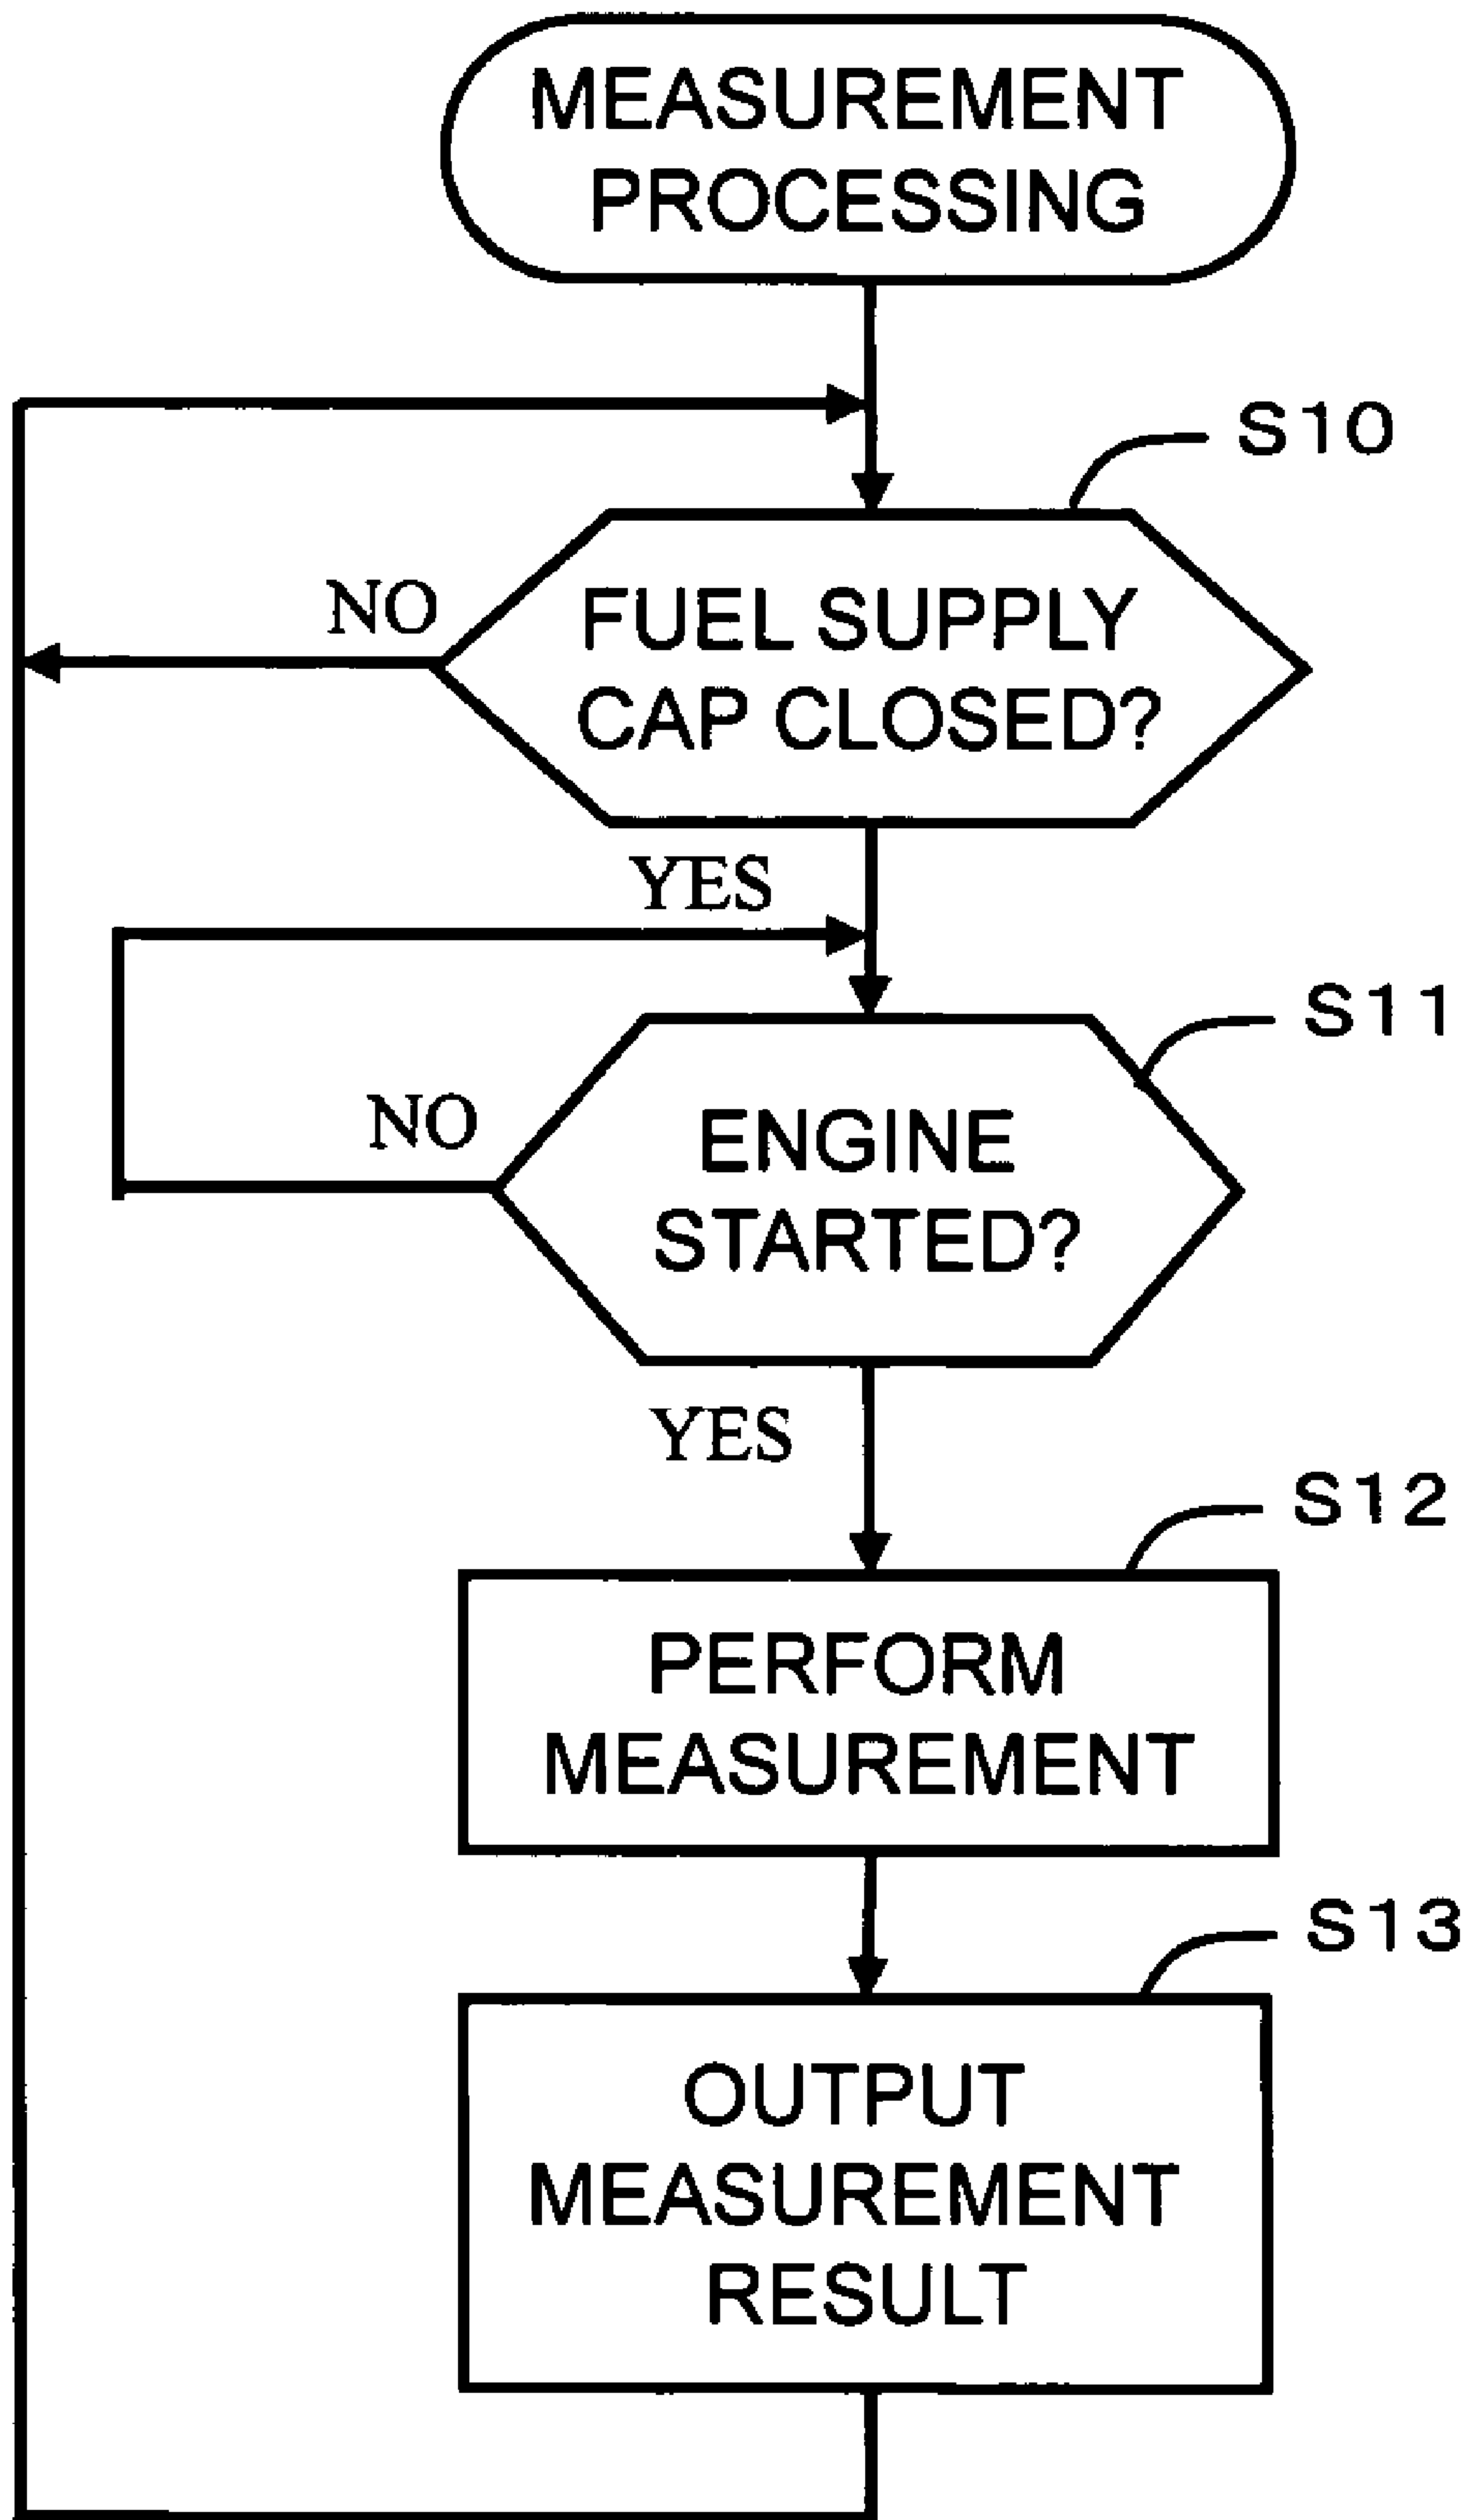 MEASUREMENT
PROCESSING
S10
NO
FUEL SUPPLY
CAP CLOSED?
YES
S11
NO
ENGINE
STARTED?
YES
S12
PERFORM
MEASUREMENT
S13
OUTPUT
MEASUREMENT
RESULT